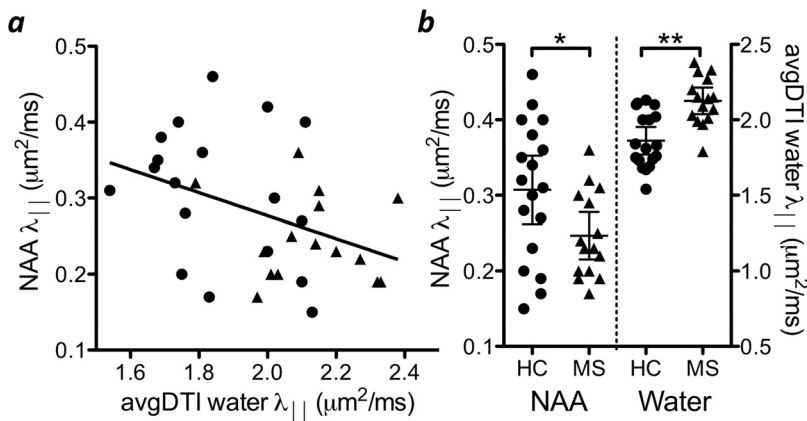 a
NAA λ|| (μm²/ms)
0.5
0.4
0.3
0.2
0.1
1.6 1.8 2.0 2.2 2.4
avgDTI water λ|| (μm²/ms)
b
NAA λ|| (μm²/ms)
0.5
0.4
0.3
0.2
0.1
* **
HC MS HC MS
NAA Water
2.5
2.0
1.5
1.0
0.5
avgDTI water λ|| (μm²/ms)